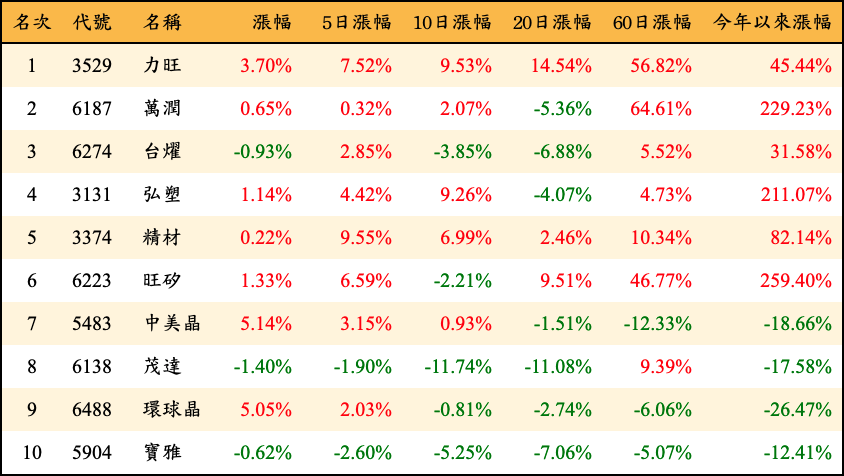 名次 代號 名稱 漲幅 5日漲幅 10日漲幅 20日漲幅 60日漲幅 今年以來漲幅
1 3529 力旺 3.70% 7.52% 9.53% 14.54% 56.82% 45.44%
2 6187 萬潤 0.65% 0.32% 2.07% -5.36% 64.61% 229.23%
3 6274 台燿 -0.93% 2.85% -3.85% -6.88% 5.52% 31.58%
4 3131 弘塑 1.14% 4.42% 9.26% -4.07% 4.73% 211.07%
5 3374 精材 0.22% 9.55% 6.99% 2.46% 10.34% 82.14%
6 6223 旺矽 1.33% 6.59% -2.21% 9.51% 46.77% 259.40%
7 5483 中美晶 5.14% 3.15% 0.93% -1.51% -12.33% -18.66%
8 6138 茂達 -1.40% -1.90% -11.74% -11.08% 9.39% -17.58%
9 6488 環球晶 5.05% 2.03% -0.81% -2.74% -6.06% -26.47%
10 5904 寶雅 -0.62% -2.60% -5.25% -7.06% -5.07% -12.41%